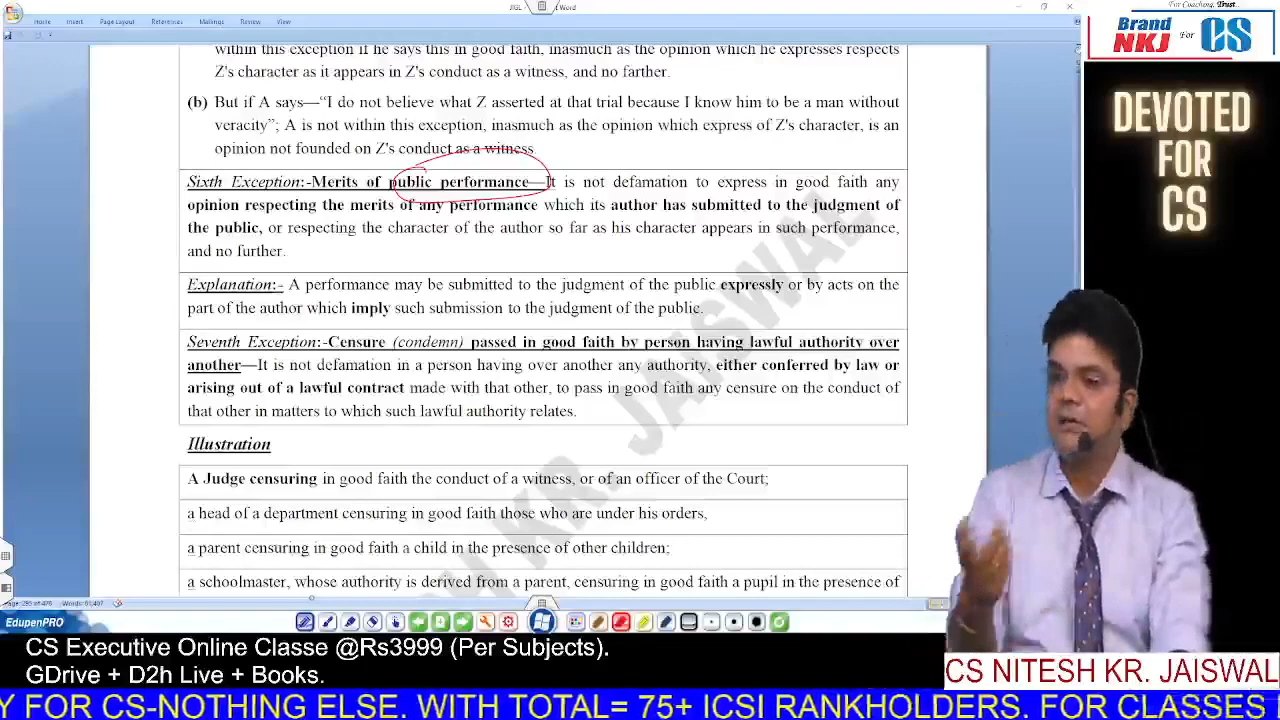 Word
Home
Insert
Page Layout
References
Mailings
Review
View
For Coaching, Trust..
Brand
NKJ
For
CS
DEVOTED
FOR
CS
within this exception if he says this in good faith, inasmuch as the opinion which he expresses respects
Z's character as it appears in Z's conduct as a witness, and no farther.
(b) But if A says—“I do not believe what Z asserted at that trial because I know him to be a man without
veracity”; A is not within this exception, inasmuch as the opinion which express of Z's character, is an
opinion not founded on Z's conduct as a witness.
Sixth Exception:-Merits of public performance—It is not defamation to express in good faith any
opinion respecting the merits of any performance which its author has submitted to the judgment of
the public, or respecting the character of the author so far as his character appears in such performance,
and no further.
Explanation:- A performance may be submitted to the judgment of the public expressly or by acts on the
part of the author which imply such submission to the judgment of the public.
Seventh Exception:-Censure (condemn) passed in good faith by person having lawful authority over
another—It is not defamation in a person having over another any authority, either conferred by law or
arising out of a lawful contract made with that other, to pass in good faith any censure on the conduct of
that other in matters to which such lawful authority relates.
Illustration
A Judge censuring in good faith the conduct of a witness, or of an officer of the Court;
a head of a department censuring in good faith those who are under his orders,
a parent censuring in good faith a child in the presence of other children;
a schoolmaster, whose authority is derived from a parent, censuring in good faith a pupil in the presence of
KR. JAISWAL
EdupenPRO
CS Executive Online Classe @Rs3999 (Per Subjects).
GDrive + D2h Live + Books.
CS NITESH KR. JAISWAL
Y FOR CS-NOTHING ELSE. WITH TOTAL= 75+ ICSI RANKHOLDERS. FOR CLASSES